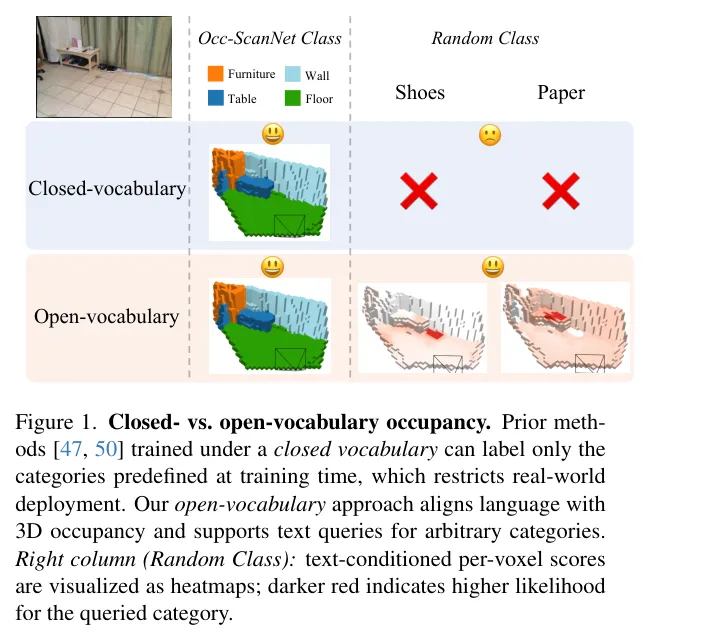 Occ-ScanNet Class
Random Class
Furniture
Wall
Table
Floor
Shoes
Paper
Closed-vocabulary
Open-vocabulary
Figure 1. Closed- vs. open-vocabulary occupancy. Prior meth-
ods [47, 50] trained under a closed vocabulary can label only the
categories predefined at training time, which restricts real-world
deployment. Our open-vocabulary approach aligns language with
3D occupancy and supports text queries for arbitrary categories.
Right column (Random Class): text-conditioned per-voxel scores
are visualized as heatmaps; darker red indicates higher likelihood
for the queried category.